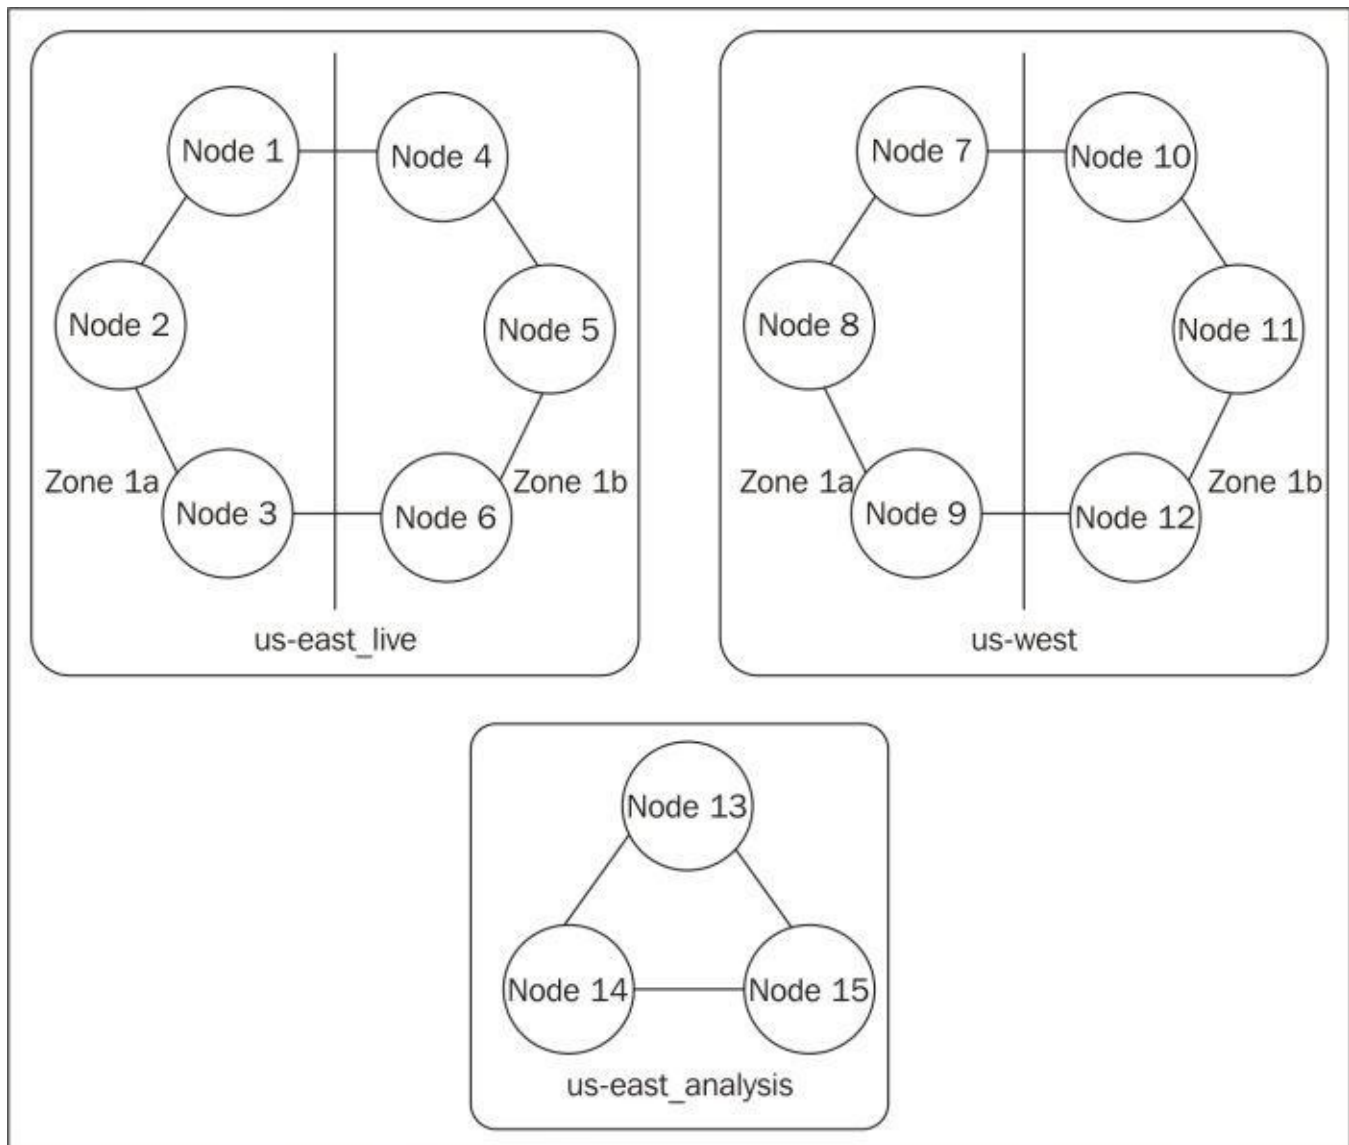 Node 1
Node 4
Node 2
Node 5
Zone 1a
Zone 1b
Node 3
Node 6
us-east_live
Node 7
Node 10
Node 8
Node 11
Zone 1a
Zone 1b
Node 9
Node 12
us-west
Node 13
Node 14
Node 15
us-east_analysis